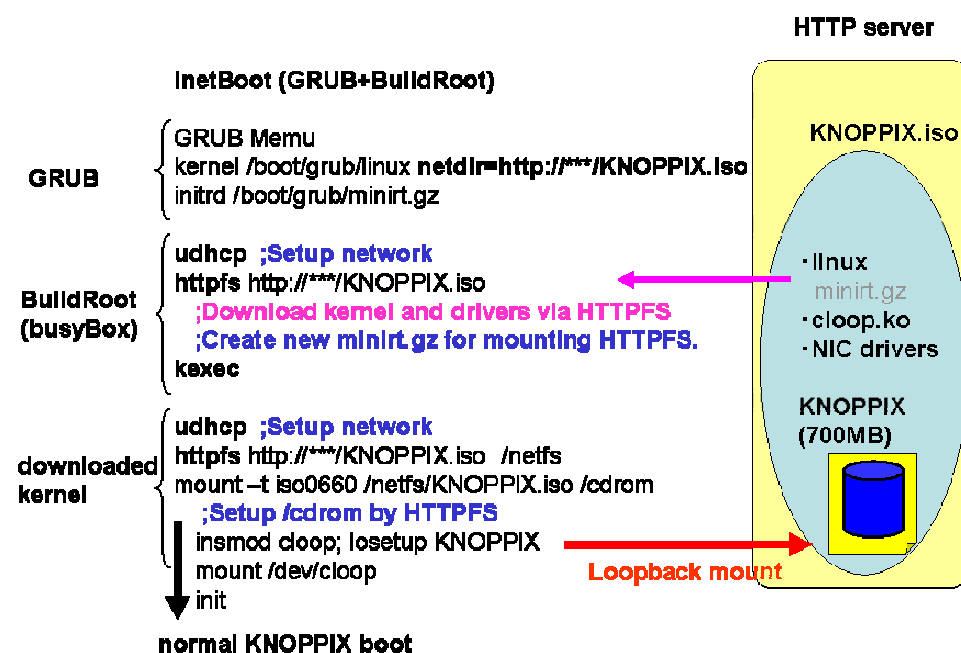 HTTP server
InetBoot (GRUB+BuildRoot)
GRUB
GRUB Memu
kernel /boot/grub/linux netdir=http://***/KNOPPIX.iso
initrd /boot/grub/minirt.gz
BuildRoot
(busyBox)
udhcp ;Setup network
httpfs http://***/KNOPPIX.iso
;Download kernel and drivers via HTTPFS
;Create new minirt.gz for mounting HTTPFS.
kexec
downloaded
kernel
udhcp ;Setup network
httpfs http://***/KNOPPIX.iso /netfs
mount –t iso0660 /netfs/KNOPPIX.iso /cdrom
;Setup /cdrom by HTTPFS
insmod cloop; losetup KNOPPIX
mount /dev/cloop
init
normal KNOPPIX boot
Loopback mount
KNOPPIX.iso
・linux
minirt.gz
・cloop.ko
・NIC drivers
KNOPPIX
(700MB)